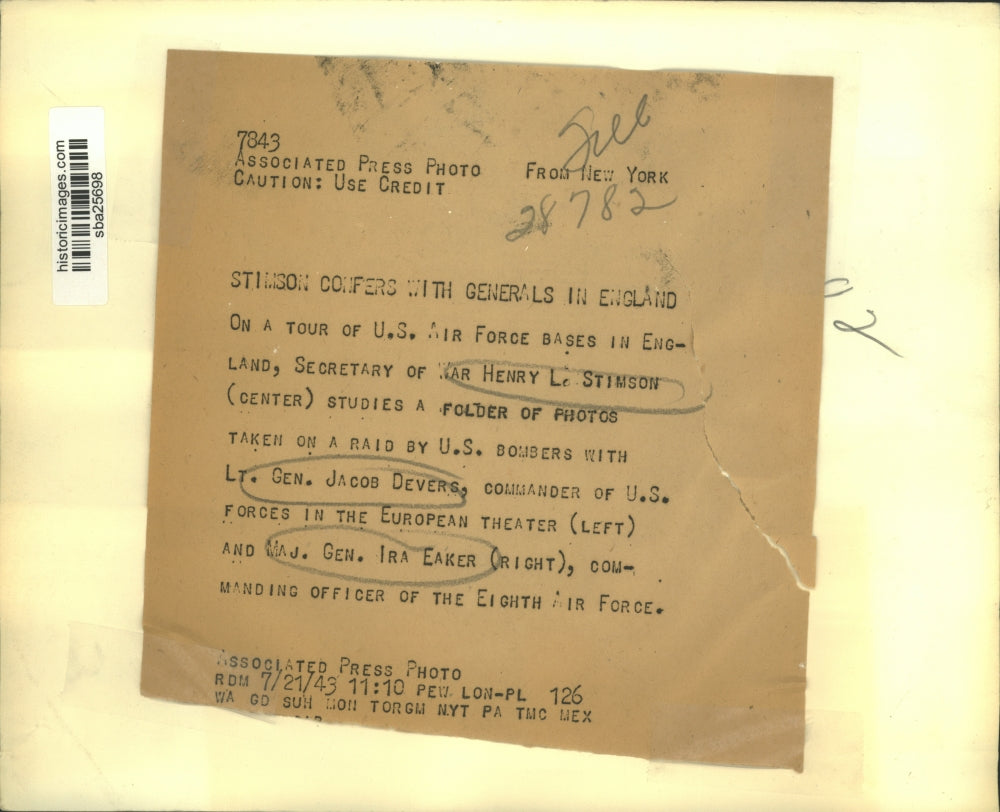 historicimages.com
sba25698
7843
ASSOCIATED PRESS PHOTO FROM NEW YORK
CAUTION: USE CREDIT
28782
STIMSON CONFERS WITH GENERALS IN ENGLAND
ON A TOUR OF U.S. AIR FORCE BASES IN ENG-
LAND, SECRETARY OF WAR HENRY L. STIMSON
(CENTER) STUDIES A FOLDER OF PHOTOS
TAKEN ON A RAID BY U.S. BOMBERS WITH
LT. GEN. JACOB DEVERS, COMMANDER OF U.S.
FORCES IN THE EUROPEAN THEATER (LEFT)
AND MAJ. GEN. IRA EAKER (RIGHT), COM-
MANDING OFFICER OF THE EIGHTH AIR FORCE.
ASSOCIATED PRESS PHOTO
RDM 7/21/43 11:10 PEW LON-PL 126
WA GD SUH MON TORGM NYT PA TMC MEX